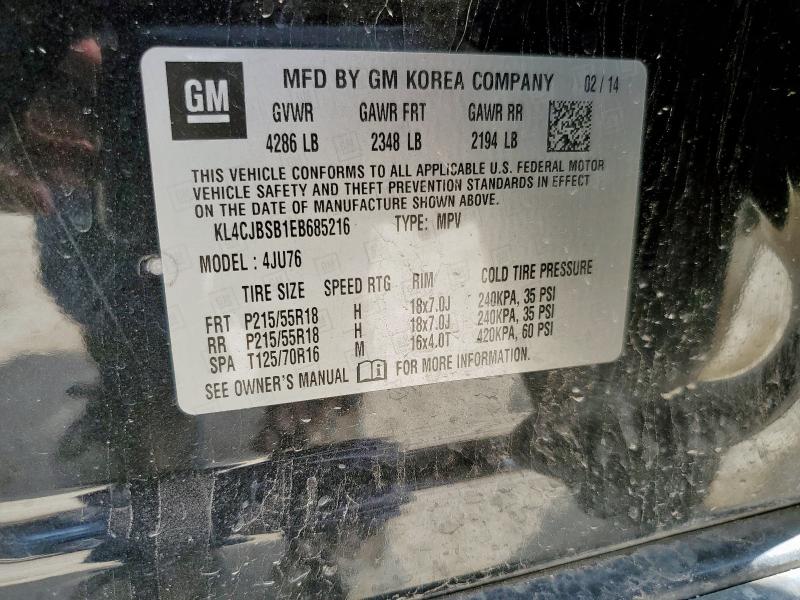 GM MFD BY GM KOREA COMPANY 02 / 14
GVWR GAWR FRT GAWR RR
4286 LB 2348 LB 2194 LB
THIS VEHICLE CONFORMS TO ALL APPLICABLE U.S. FEDERAL MOTOR
VEHICLE SAFETY AND THEFT PREVENTION STANDARDS IN EFFECT
ON THE DATE OF MANUFACTURE SHOWN ABOVE.
KL4CJBSB1EB685216 TYPE: MPV
MODEL : 4JU76
TIRE SIZE SPEED RTG RIM COLD TIRE PRESSURE
FRT P215/55R18 H 18x7.0J 240KPA, 35 PSI
RR P215/55R18 H 18x7.0J 240KPA, 35 PSI
SPA T125/70R16 M 16x4.0T 420KPA, 60 PSI
SEE OWNER'S MANUAL FOR MORE INFORMATION.